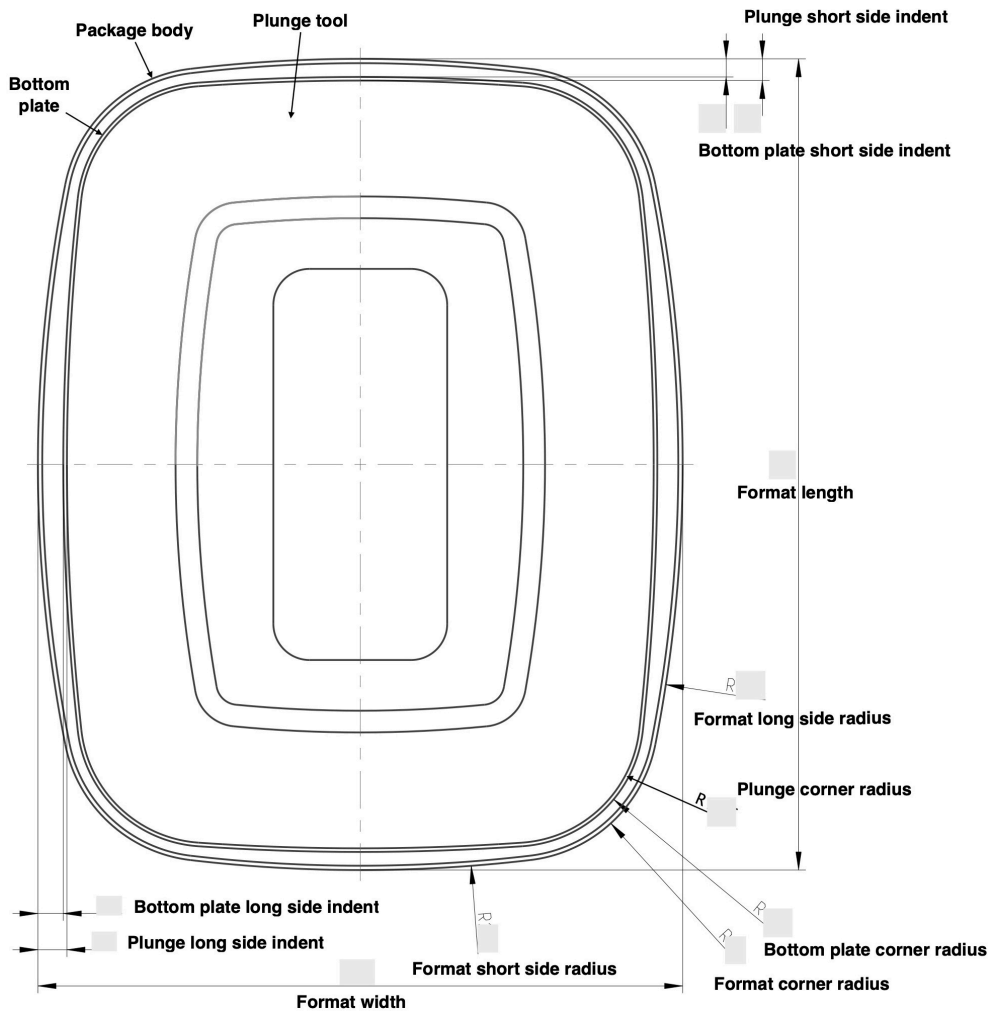 Plunge short side indent
Plunge tool
Package body
Bottom
plate
Bottom plate short side indent
Format length
R
Format long side radius
Plunge corner radius
R
Bottom plate long side indent
R
R
R
Plunge long side indent
Bottom plate corner radius
Format short side radius
Format corner radius
Format width